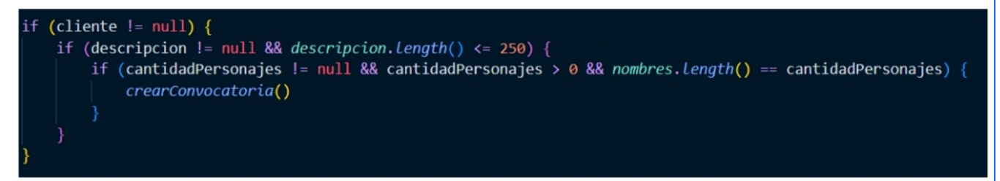 if (cliente != null) {
if (descripcion != null && descripcion.length() <= 250) {
if (cantidadPersonajes != null && cantidadPersonajes > 0 && nombres.length() == cantidadPersonajes) {
crearConvocatoria()
}
}
}